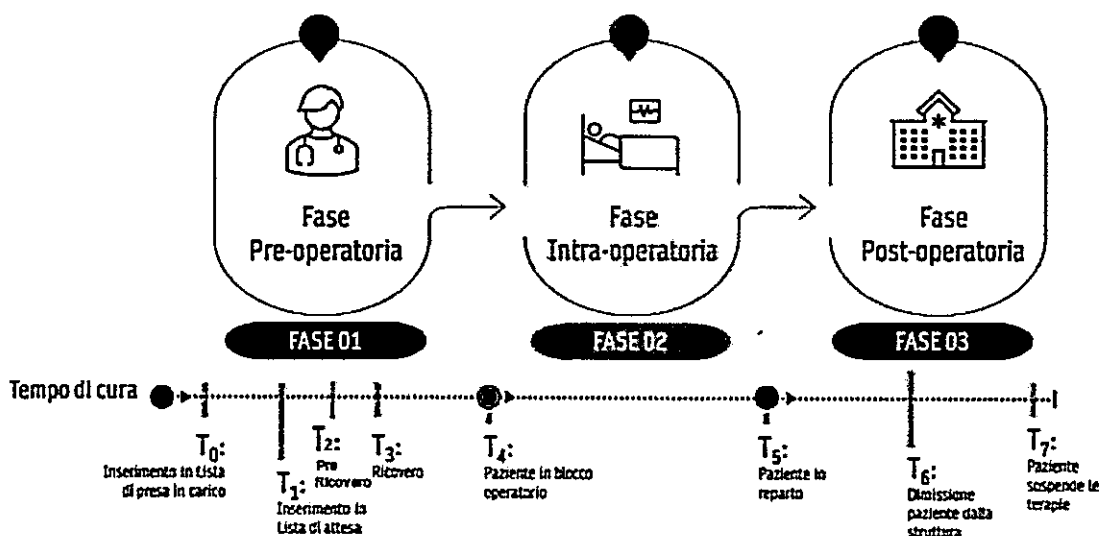 Fase
Pre-operatoria
Fase
Intra-operatoria
Fase
Post-operatoria
FASE 01
FASE 02
FASE 03
Tempo di cura
T0:
Inserimento in Lista
di presa in carico
T1:
Inserimento in
Lista di attesa
T2:
Pre
Ricovero
T3:
Ricovero
T4:
Paziente in blocco
operatorio
T5:
Paziente in
reparto
T6:
Dimissione
paziente dalla
struttura
T7:
Paziente
sospende le
terapie